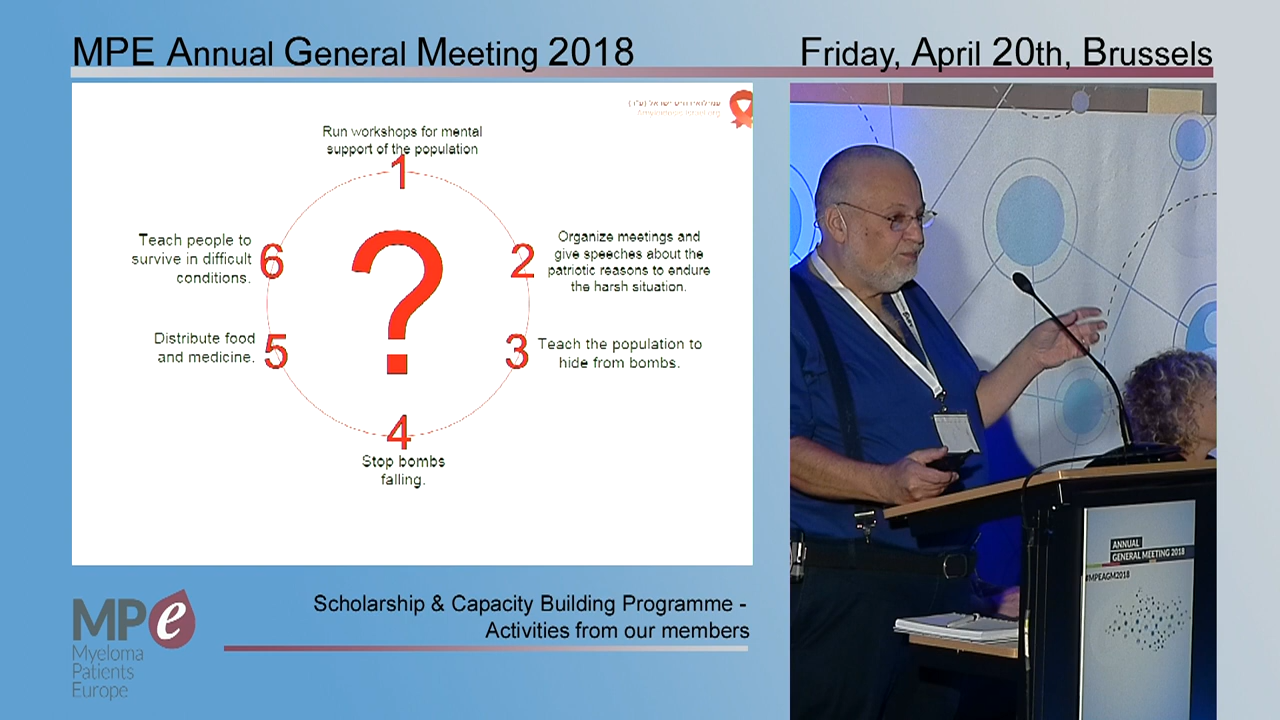 MPE Annual General Meeting 2018
Friday, April 20th, Brussels
Run workshops for mental
support of the population
1
Organize meetings and
give speeches about the
patriotic reasons to endure
the harsh situation.
2
Teach the population to
hide from bombs.
3
4
Stop bombs
falling.
Distribute food
and medicine.
5
Teach people to
survive in difficult
conditions.
6
?
Scholarship & Capacity Building Programme -
Activities from our members
MPe
Myeloma
Patients
Europe
ANNUAL
GENERAL MEETING 2018
#MPEAGM2018